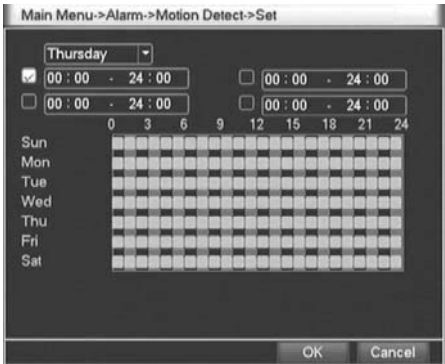 Main Menu->Alarm->Motion Detect->Set
Thursday
00 : 00 - 24 : 00 00 : 00 - 24 : 00
00 : 00 - 24 : 00 00 : 00 - 24 : 00
0 3 6 9 12 15 18 21 24
Sun
Mon
Tue
Wed
Thu
Fri
Sat
OK Cancel